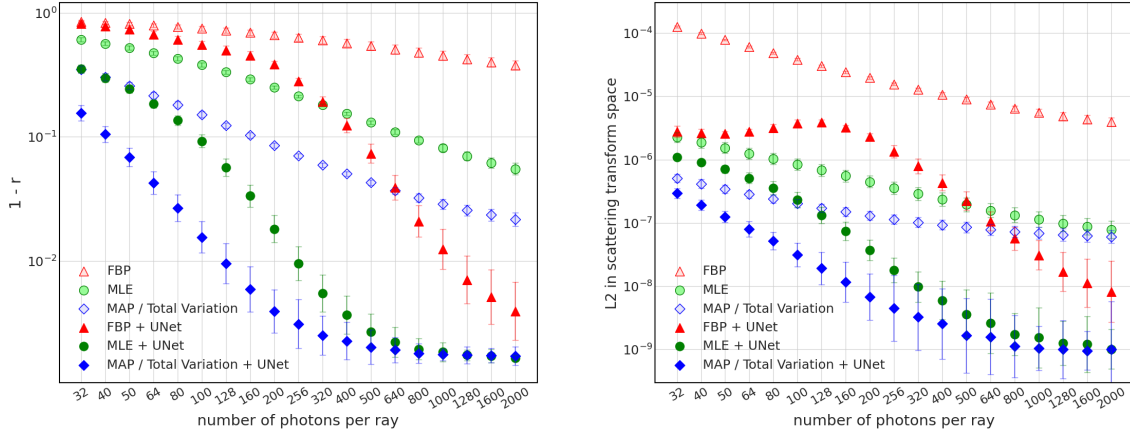 10⁰
10⁻¹
10⁻²
1 - r
FBP
MLE
MAP / Total Variation
FBP + UNet
MLE + UNet
MAP / Total Variation + UNet
32 40 50 64 80 100 128 160 200 256 320 400 500 640 800 1000 1280 1600 2000
number of photons per ray
10⁻⁴
10⁻⁵
10⁻⁶
10⁻⁷
10⁻⁸
10⁻⁹
L2 in scattering transform space
FBP
MLE
MAP / Total Variation
FBP + UNet
MLE + UNet
MAP / Total Variation + UNet
32 40 50 64 80 100 128 160 200 256 320 400 500 640 800 1000 1280 1600 2000
number of photons per ray